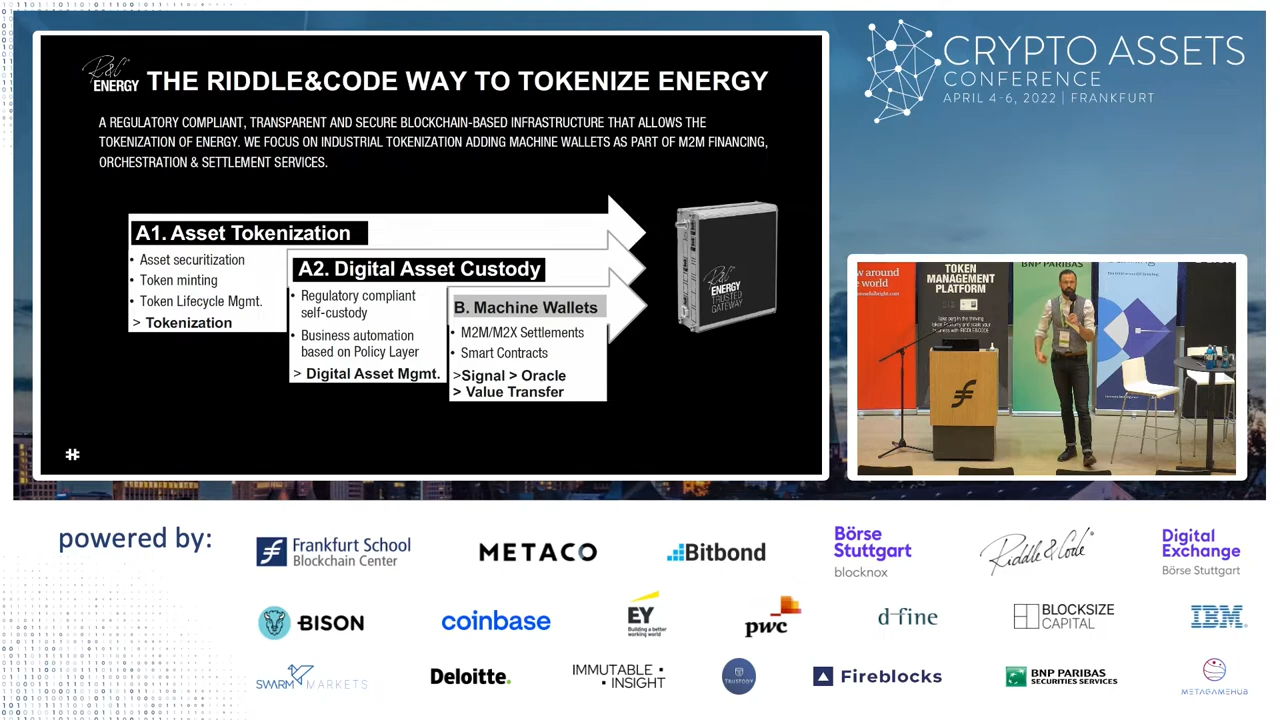 R&C
ENERGY
THE RIDDLE&CODE WAY TO TOKENIZE ENERGY
A REGULATORY COMPLIANT, TRANSPARENT AND SECURE BLOCKCHAIN-BASED INFRASTRUCTURE THAT ALLOWS THE
TOKENIZATION OF ENERGY. WE FOCUS ON INDUSTRIAL TOKENIZATION ADDING MACHINE WALLETS AS PART OF M2M FINANCING,
ORCHESTRATION & SETTLEMENT SERVICES.
A1. Asset Tokenization
• Asset securitization
• Token minting
• Token Lifecycle Mgmt.
> Tokenization
A2. Digital Asset Custody
• Regulatory compliant
self-custody
• Business automation
based on Policy Layer
> Digital Asset Mgmt.
B. Machine Wallets
• M2M/M2X Settlements
• Smart Contracts
>Signal > Oracle
> Value Transfer
R&C
ENERGY
TRUSTED
GATEWAY
CRYPTO ASSETS
CONFERENCE
APRIL 4-6, 2022 | FRANKFURT
around
world
TOKEN
MANAGEMENT
PLATFORM
BNP PARIBAS
powered by:
Frankfurt School
Blockchain Center
METACO
Bitbond
Börse
Stuttgart
blocknox
Riddle & Code
Digital
Exchange
Börse Stuttgart
BISON
coinbase
EY
Building a better
working world
pwc
d-fine
BLOCKSIZE
CAPITAL
IBM
SWARM MARKETS
Deloitte.
IMMUTABLE
INSIGHT
TRUSTODY
Fireblocks
BNP PARIBAS
SECURITIES SERVICES
METAGAMEHUB